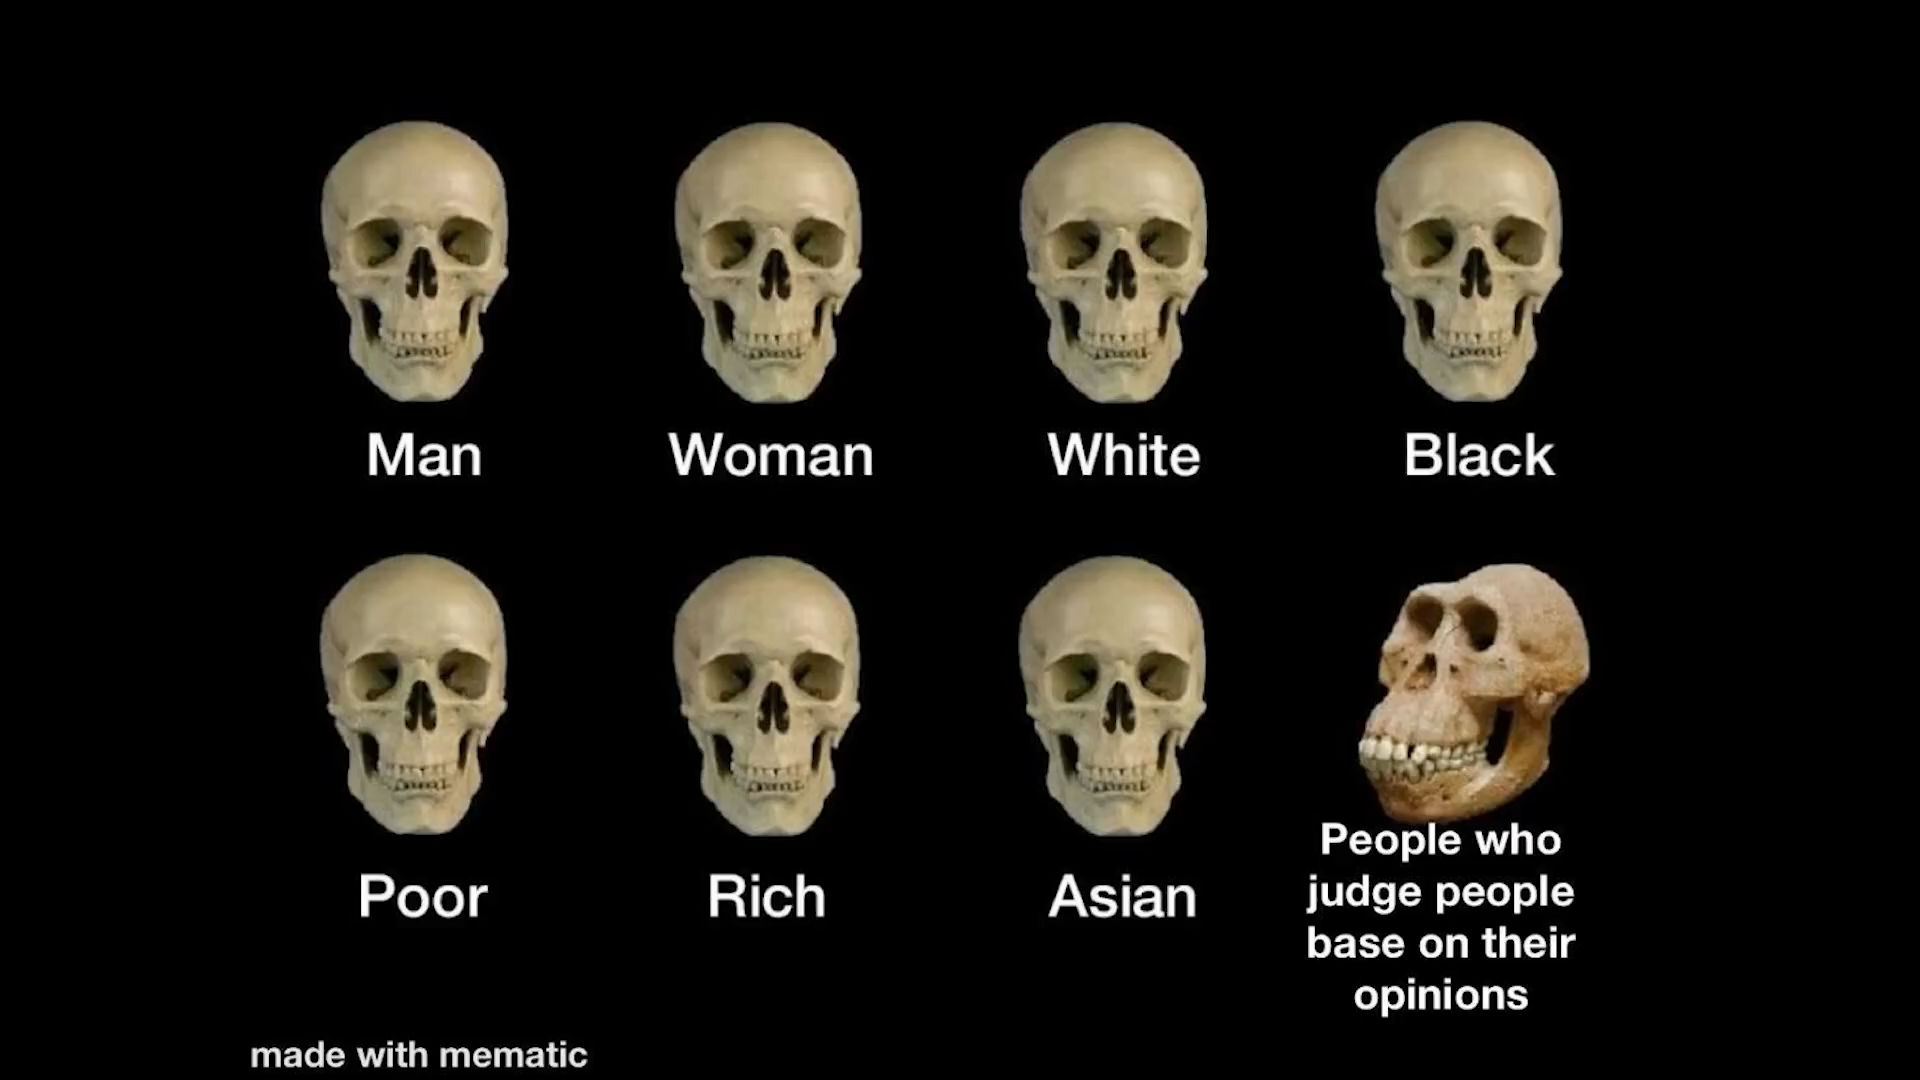 Man
Woman
White
Black
Poor
Rich
Asian
People who
judge people
base on their
opinions
made with mematic